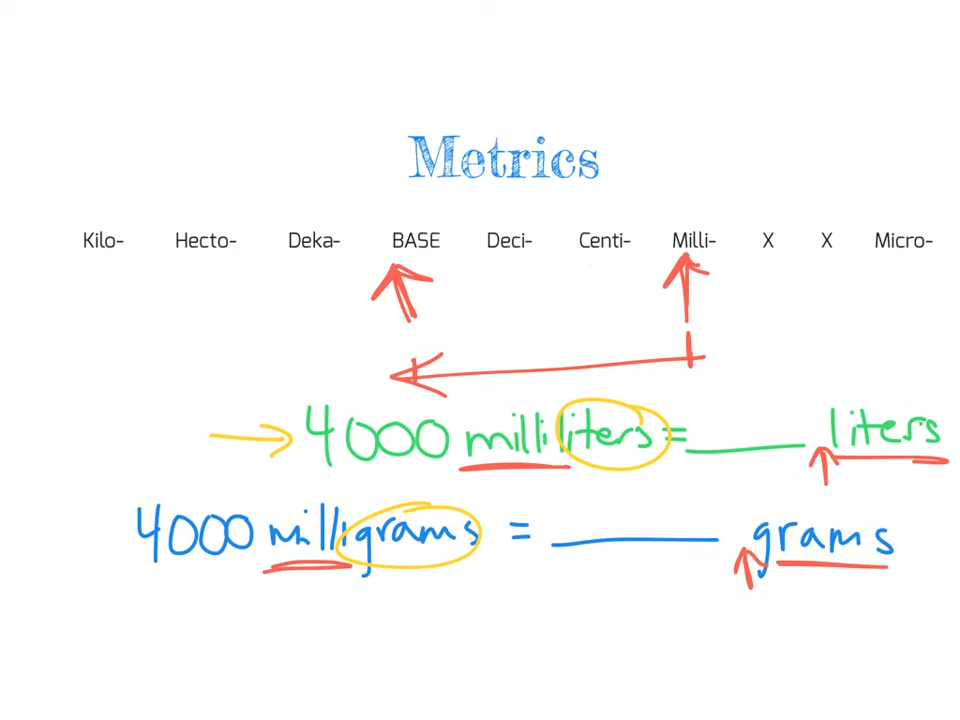 Metrics
Kilo- Hecto- Deka- BASE Deci- Centi- Milli- X X Micro-
4000 milliliters = ____ liters
4000 milligrams = ____ grams